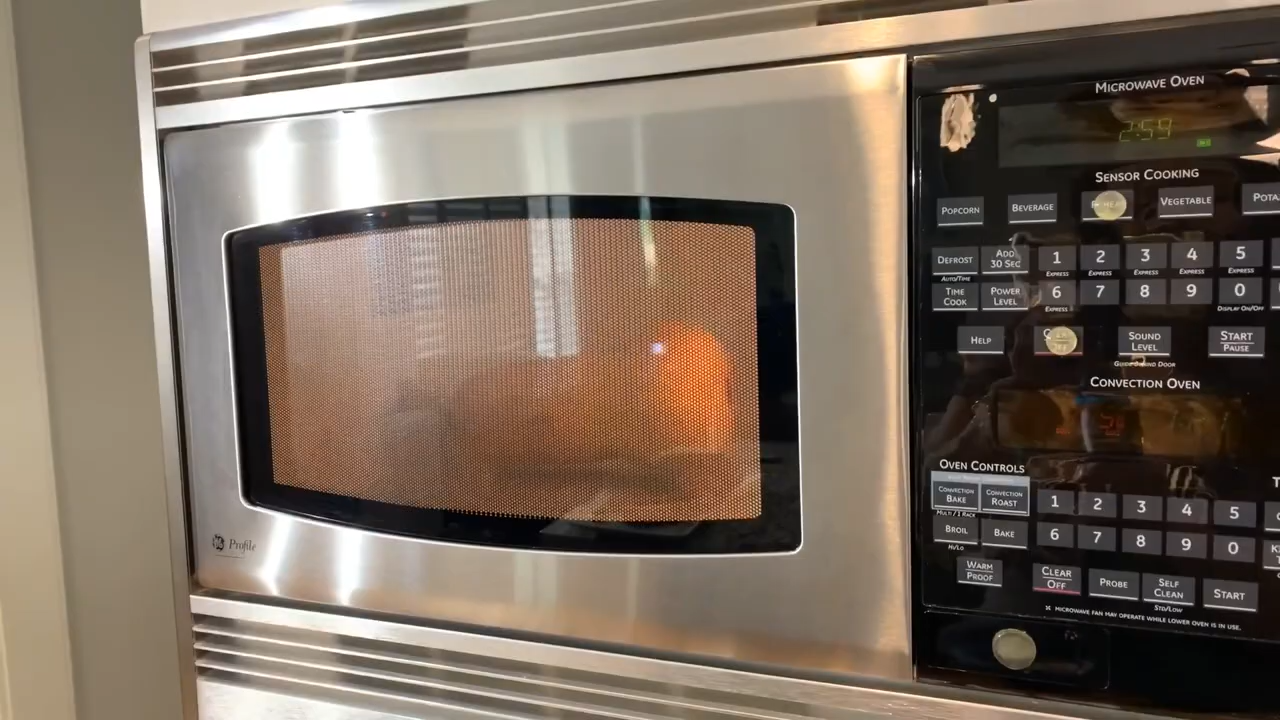 MICROWAVE OVEN
2:59
SENSOR COOKING
POPCORN BEVERAGE VEGETABLE
DEFROST ADD 30 SEC 1 2 3 4 5
AUTO/TIME EXPRESS EXPRESS EXPRESS EXPRESS EXPRESS
TIME COOK POWER LEVEL 6 7 8 9 0
EXPRESS DISPLAY ON/OFF
HELP SOUND LEVEL START PAUSE
CONVECTION OVEN
OVEN CONTROLS
CONVECTION BAKE CONVECTION ROAST 1 2 3 4 5
MULTI/1 RACK
BROIL BAKE 6 7 8 9 0
HI/LO
WARM PROOF CLEAR OFF PROBE SELF CLEAN START
STD/LOW
MICROWAVE FAN MAY OPERATE WHILE LOWER OVEN IS IN USE.
GE Profile